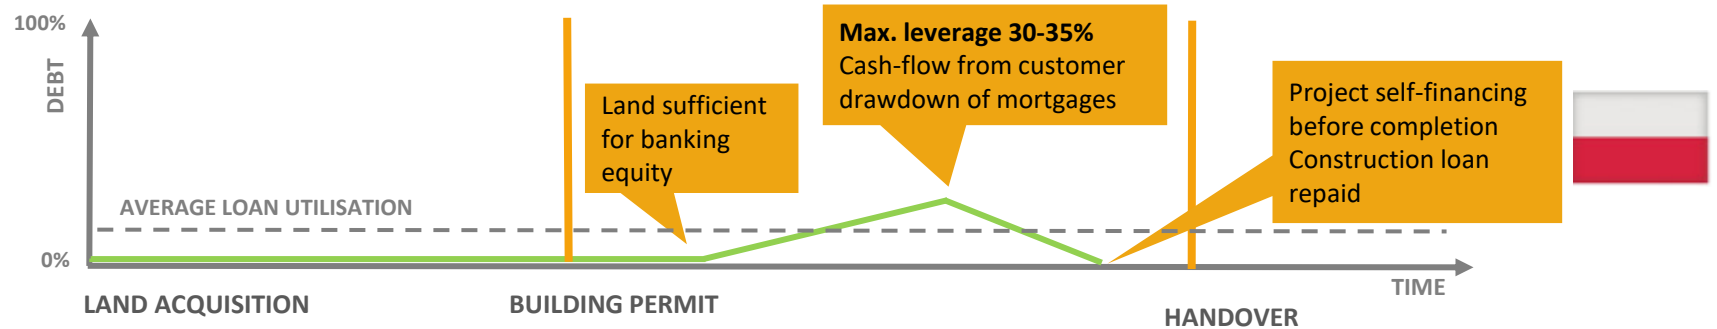 100%
DEBT
0%
AVERAGE LOAN UTILISATION
Land sufficient
for banking
equity
Max. leverage 30-35%
Cash-flow from customer
drawdown of mortgages
Project self-financing
before completion
Construction loan
repaid
TIME
LAND ACQUISITION
BUILDING PERMIT
HANDOVER